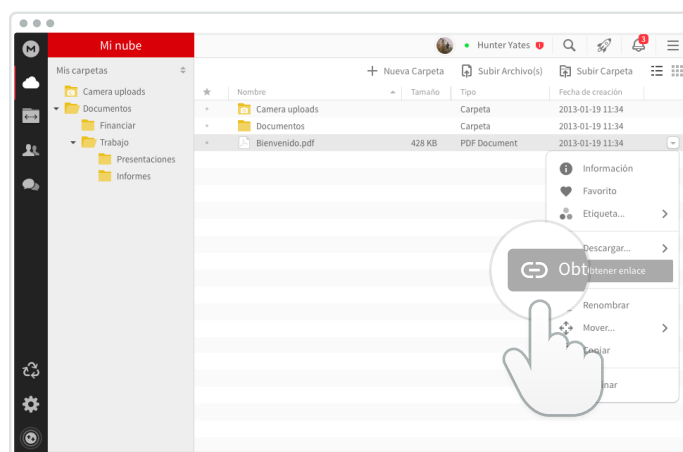 M
Mi nube
Hunter Yates
3
Mis carpetas
Nueva Carpeta
Subir Archivo(s)
Subir Carpeta
Camera uploads
Documentos
Financiar
Trabajo
Presentaciones
Informes
Nombre Tamaño Tipo Fecha de creación
Camera uploads Carpeta 2013-01-19 11:34
Documentos Carpeta 2013-01-19 11:34
Bienvenido.pdf 428 KB PDF Document 2013-01-19 11:34
Información
Favorito
Etiqueta...
Descargar...
Obtener enlace
Renombrar
Mover...
Copiar